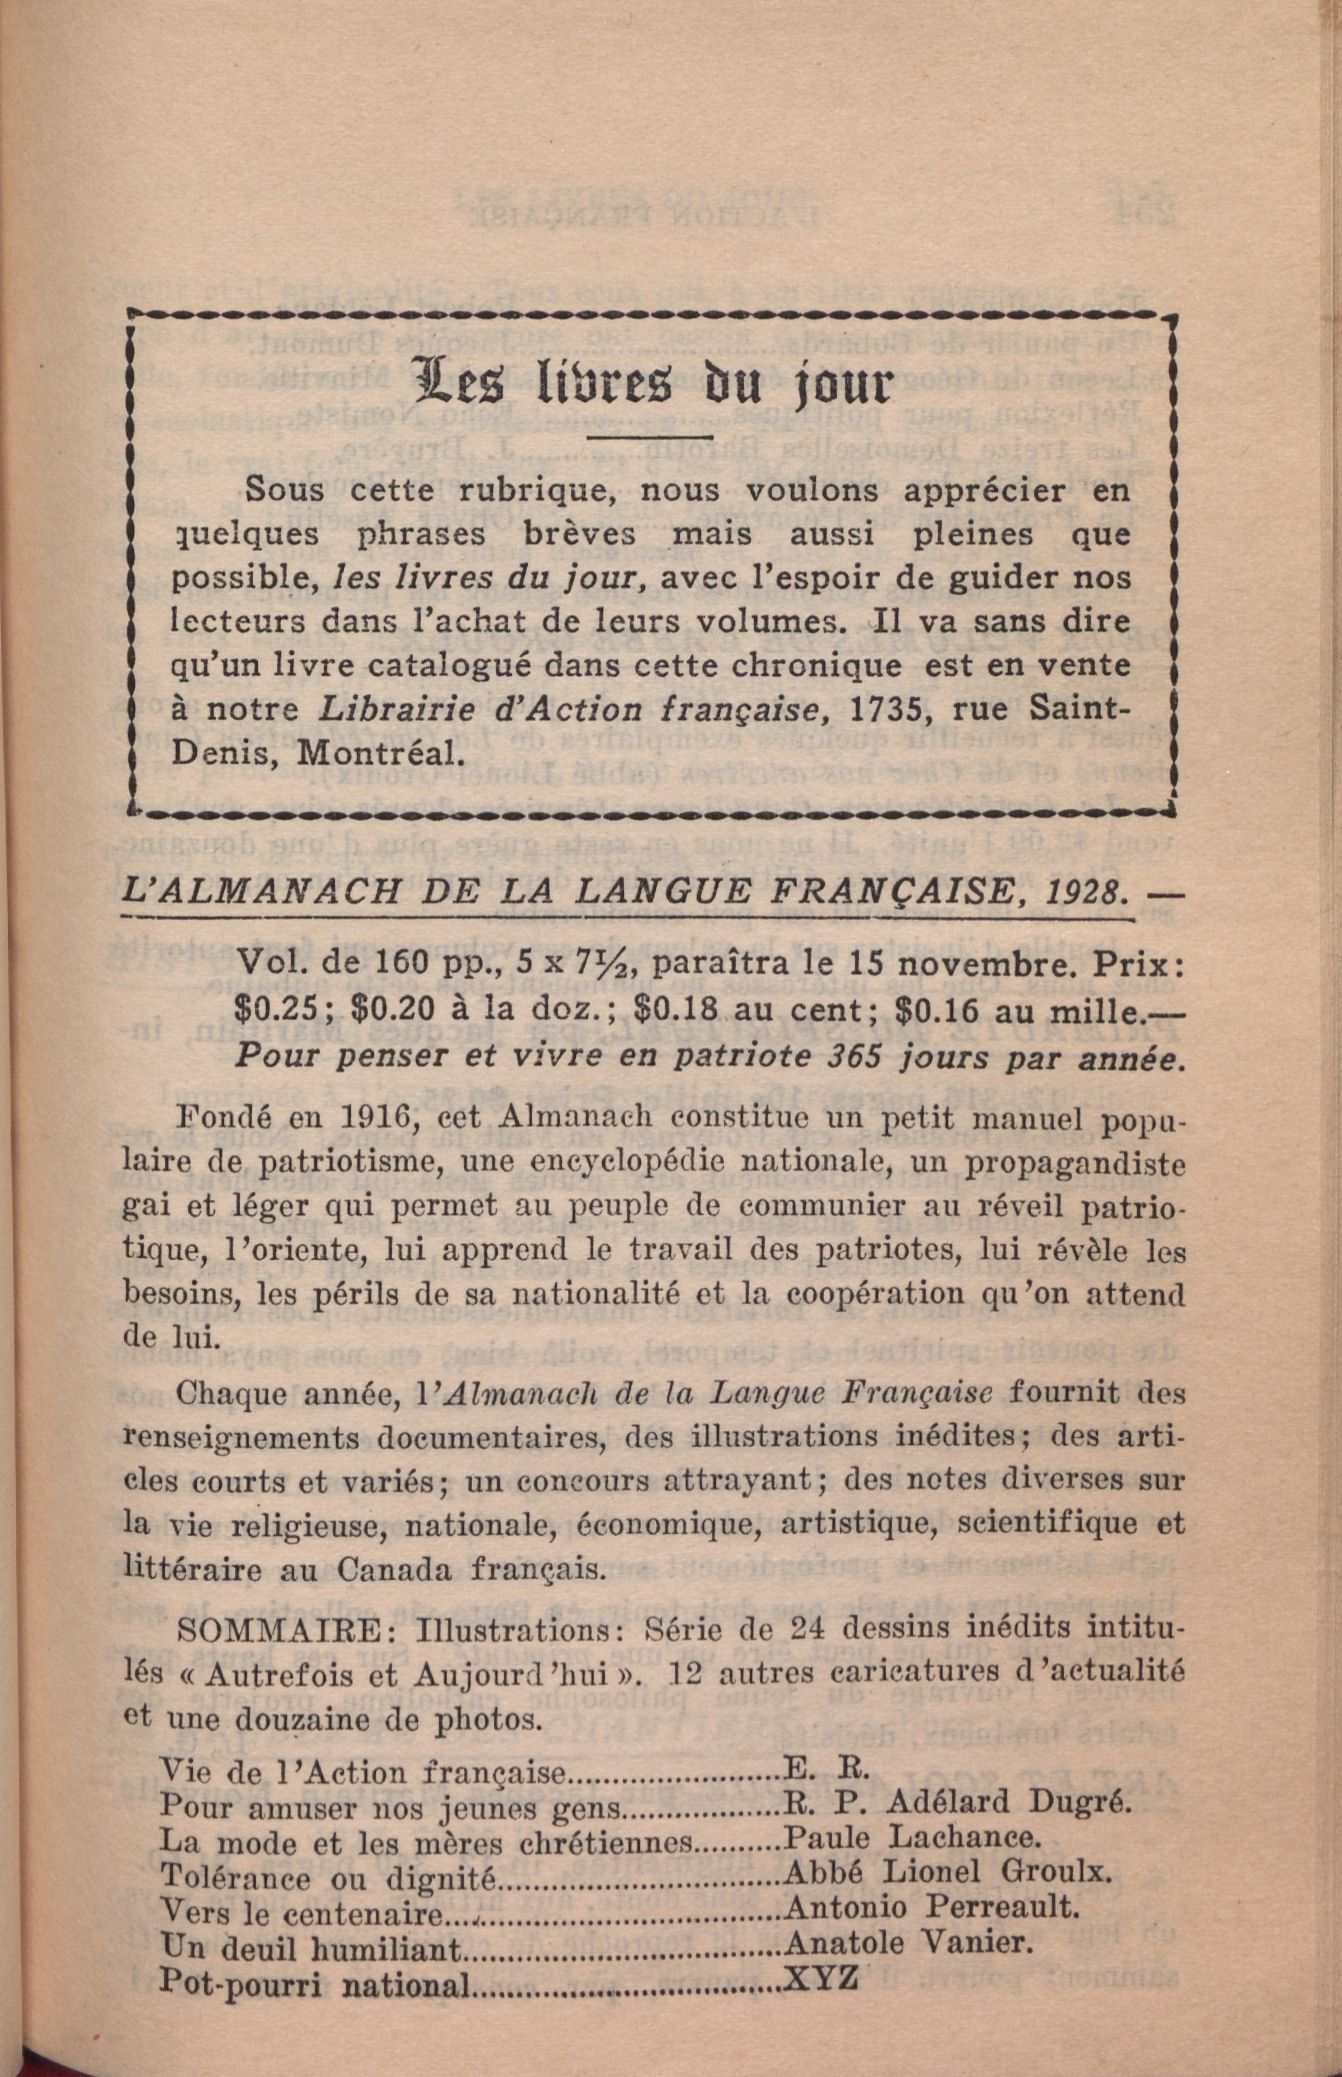 Les livres du jour
Sous cette rubrique, nous voulons apprécier en
quelques phrases brèves mais aussi pleines que
possible, les livres du jour, avec l'espoir de guider nos
lecteurs dans l'achat de leurs volumes. Il va sans dire
qu'un livre catalogué dans cette chronique est en vente
à notre Librairie d'Action française, 1735, rue Saint-
Denis, Montréal.
L'ALMANACH DE LA LANGUE FRANÇAISE, 1928. —
Vol. de 160 pp., 5 x 7½, paraîtra le 15 novembre. Prix:
$0.25; $0.20 à la doz.; $0.18 au cent; $0.16 au mille.—
Pour penser et vivre en patriote 365 jours par année.
Fondé en 1916, cet Almanach constitue un petit manuel popu-
laire de patriotisme, une encyclopédie nationale, un propagandiste
gai et léger qui permet au peuple de communier au réveil patrio-
tique, l'oriente, lui apprend le travail des patriotes, lui révèle les
besoins, les périls de sa nationalité et la coopération qu'on attend
de lui.
Chaque année, l'Almanach de la Langue Française fournit des
renseignements documentaires, des illustrations inédites; des arti-
cles courts et variés; un concours attrayant; des notes diverses sur
la vie religieuse, nationale, économique, artistique, scientifique et
littéraire au Canada français.
SOMMAIRE: Illustrations: Série de 24 dessins inédits intitu-
lés « Autrefois et Aujourd'hui ». 12 autres caricatures d'actualité
et une douzaine de photos.
Vie de l'Action française........................E. R.
Pour amuser nos jeunes gens..................R. P. Adélard Dugré.
La mode et les mères chrétiennes..........Paule Lachance.
Tolérance ou dignité................................Abbé Lionel Groulx.
Vers le centenaire......................................Antonio Perreault.
Un deuil humiliant....................................Anatole Vanier.
Pot-pourri national...................................XYZ